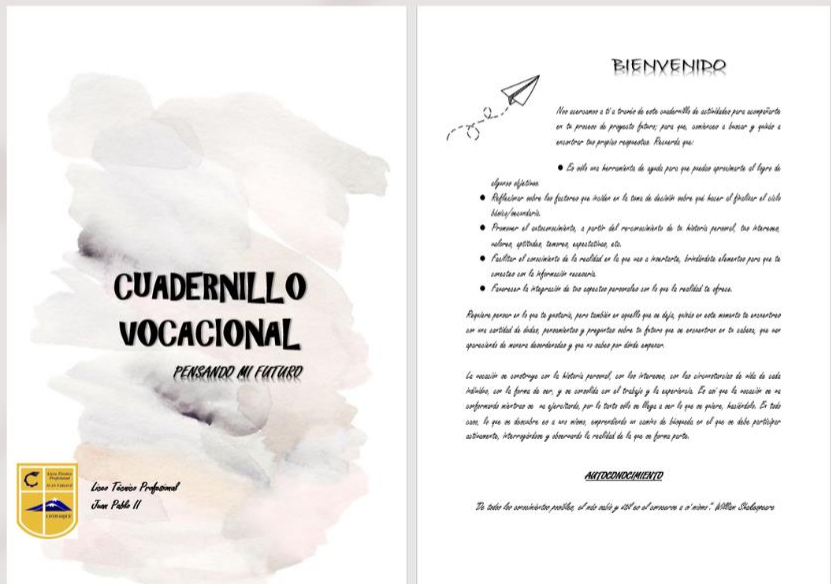 CUADERNILLO
VOCACIONAL
PENSANDO MI FUTURO
Liceo Técnico
Profesional
Liceo Técnico Profesional
Juan Pablo II
BIENVENIDO
Nos acercamos a ti a través de este cuadernillo de actividades para acompañarte
en tu proceso de proyecto futuro; para que, comiences a buscar y quizás a
encontrar tus propias respuestas. Recuerda que:
● Es sólo una herramienta de ayuda para que puedas aproximarte al logro de
algunos objetivos.
● Reflexionar sobre los factores que inciden en la toma de decisión sobre qué hacer al finalizar el ciclo
básico/secundario.
● Promover el autoconocimiento, a partir del re-conocimiento de tu historia personal, tus intereses,
valores, aptitudes, temores, expectativas, etc.
● Facilitar el conocimiento de la realidad en la que vas a insertarte, brindándote elementos para que te
conectes con la información necesaria.
● Favorecer la integración de tus aspectos personales con lo que la realidad te ofrece.
Requiere pensar en lo que te gustaría, pero también en aquello que se deja, quizás en este momento te encuentres
con una cantidad de dudas, pensamientos y preguntas sobre tu futuro que se encuentran en tu cabeza, que van
apareciendo de manera desordenadas y que no sabes por dónde empezar.
La vocación se construye con la historia personal, con los intereses, con las circunstancias de vida de cada
individuo, con la forma de ser, y se consolida con el trabajo y la experiencia. Es así que la vocación se va
conformando mientras se va ejercitando, por lo tanto sólo se llega a ser lo que se quiere, haciéndolo. En todo
caso, lo que se descubre es a uno mismo, emprendiendo un camino de búsqueda en el que se debe participar
activamente, interrogándose y observando la realidad de la que se forma parte.
AUTOCONOCIMIENTO
"De todos los conocimientos posibles, el más sabio y útil es el conocerse a sí mismo". William Shakespeare